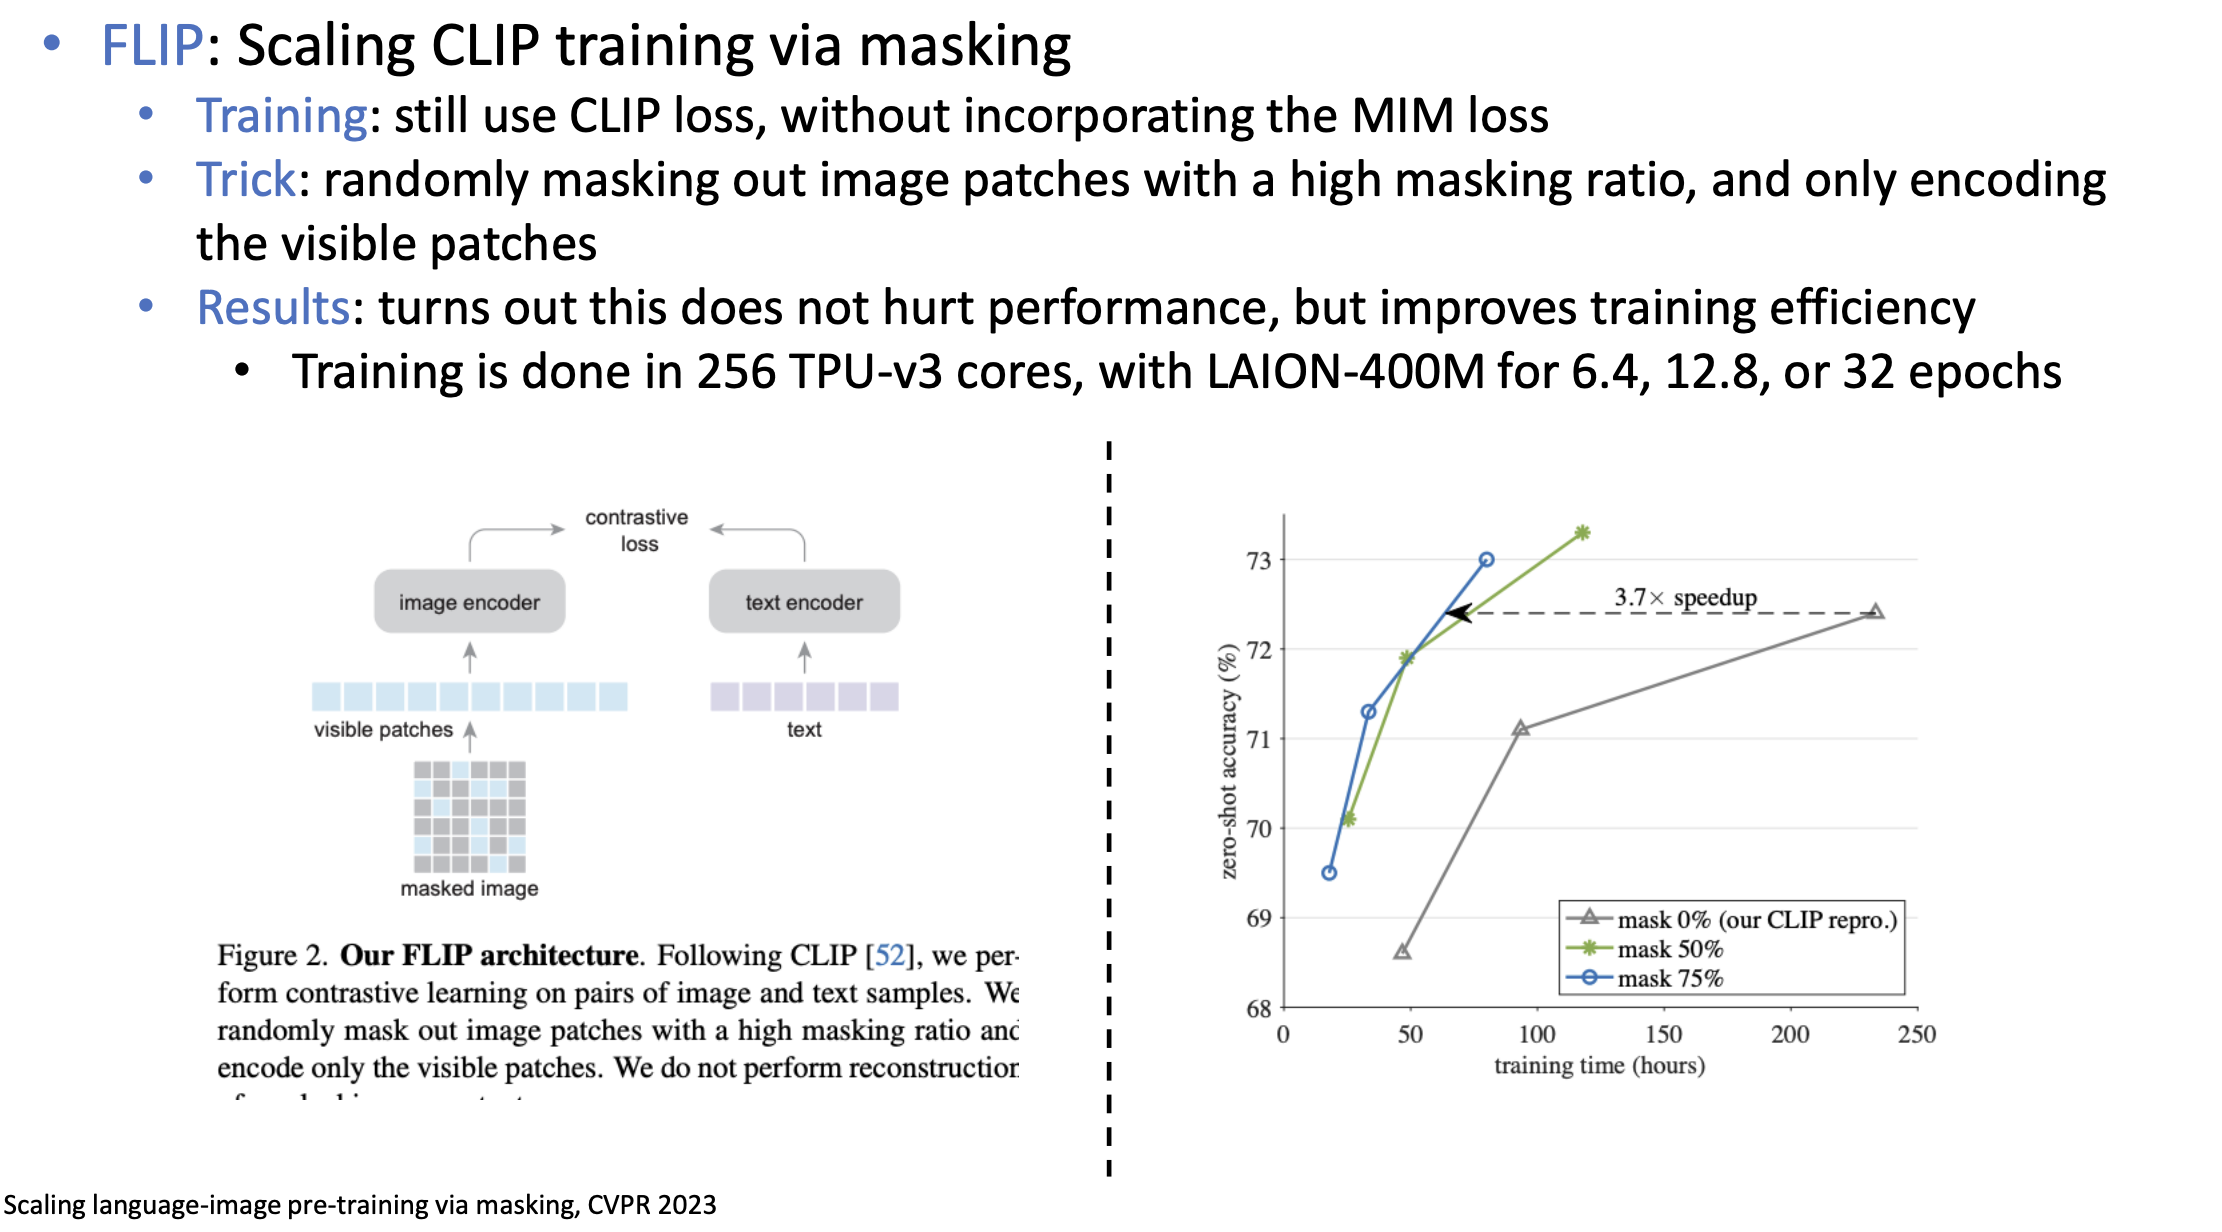 • FLIP: Scaling CLIP training via masking
• Training: still use CLIP loss, without incorporating the MIM loss
• Trick: randomly masking out image patches with a high masking ratio, and only encoding
the visible patches
• Results: turns out this does not hurt performance, but improves training efficiency
• Training is done in 256 TPU-v3 cores, with LAION-400M for 6.4, 12.8, or 32 epochs
contrastive
loss
image encoder
text encoder
visible patches
text
masked image
Figure 2. Our FLIP architecture. Following CLIP [52], we per-
form contrastive learning on pairs of image and text samples. We
randomly mask out image patches with a high masking ratio and
encode only the visible patches. We do not perform reconstruction
73
72
71
70
69
68
zero-shot accuracy (%)
3.7× speedup
mask 0% (our CLIP repro.)
mask 50%
mask 75%
0 50 100 150 200 250
training time (hours)
Scaling language-image pre-training via masking, CVPR 2023